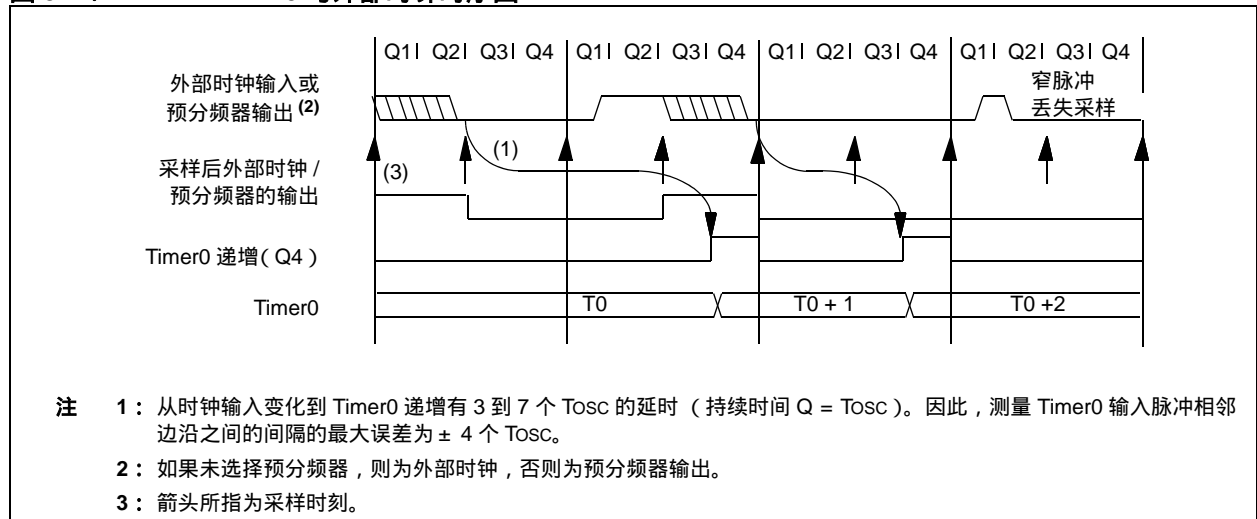 Q1 Q2 Q3 Q4 Q1 Q2 Q3 Q4 Q1 Q2 Q3 Q4 Q1 Q2 Q3 Q4
外部时钟输入或
预分频器输出 (2)
窄脉冲
丢失采样
(1)
采样后外部时钟 /
预分频器的输出
(3)
Timer0 递增( Q4 )
Timer0
T0
T0 + 1
T0 +2
注 1： 从时钟输入变化到 Timer0 递增有 3 到 7 个 TOSC 的延时 （持续时间 Q = TOSC ）。因此，测量 Timer0 输入脉冲相邻
边沿之间的间隔的最大误差为 ± 4 个 TOSC。
2： 如果未选择预分频器，则为外部时钟，否则为预分频器输出。
3： 箭头所指为采样时刻。